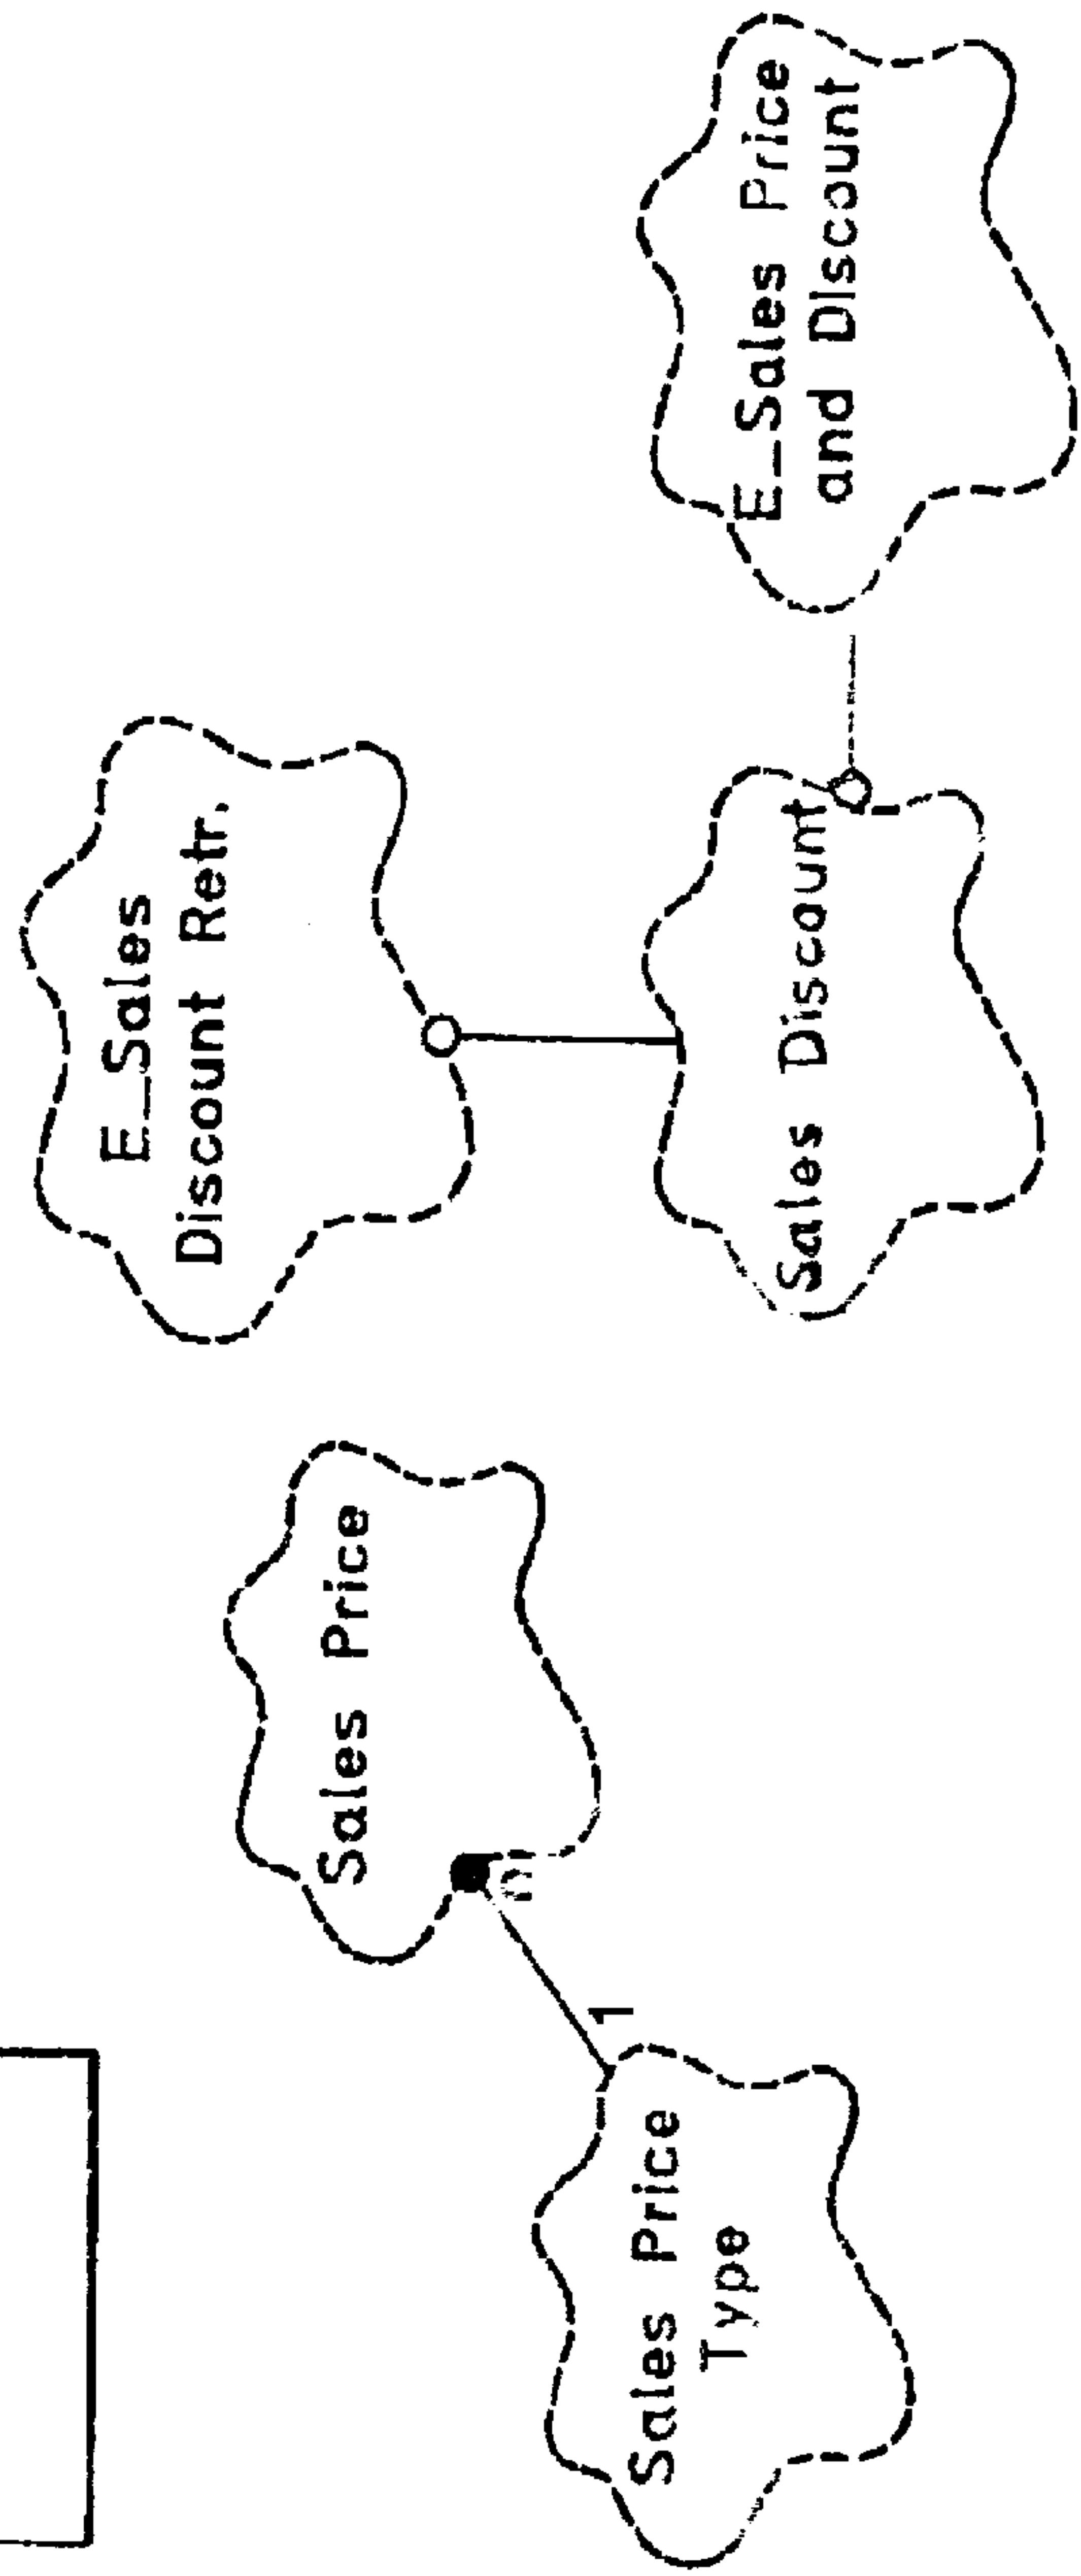 E_Sales
Discount Retr.
Sales Price
1
n
Sales Price
Type
Sales Discount
E_Sales Price
and Discount